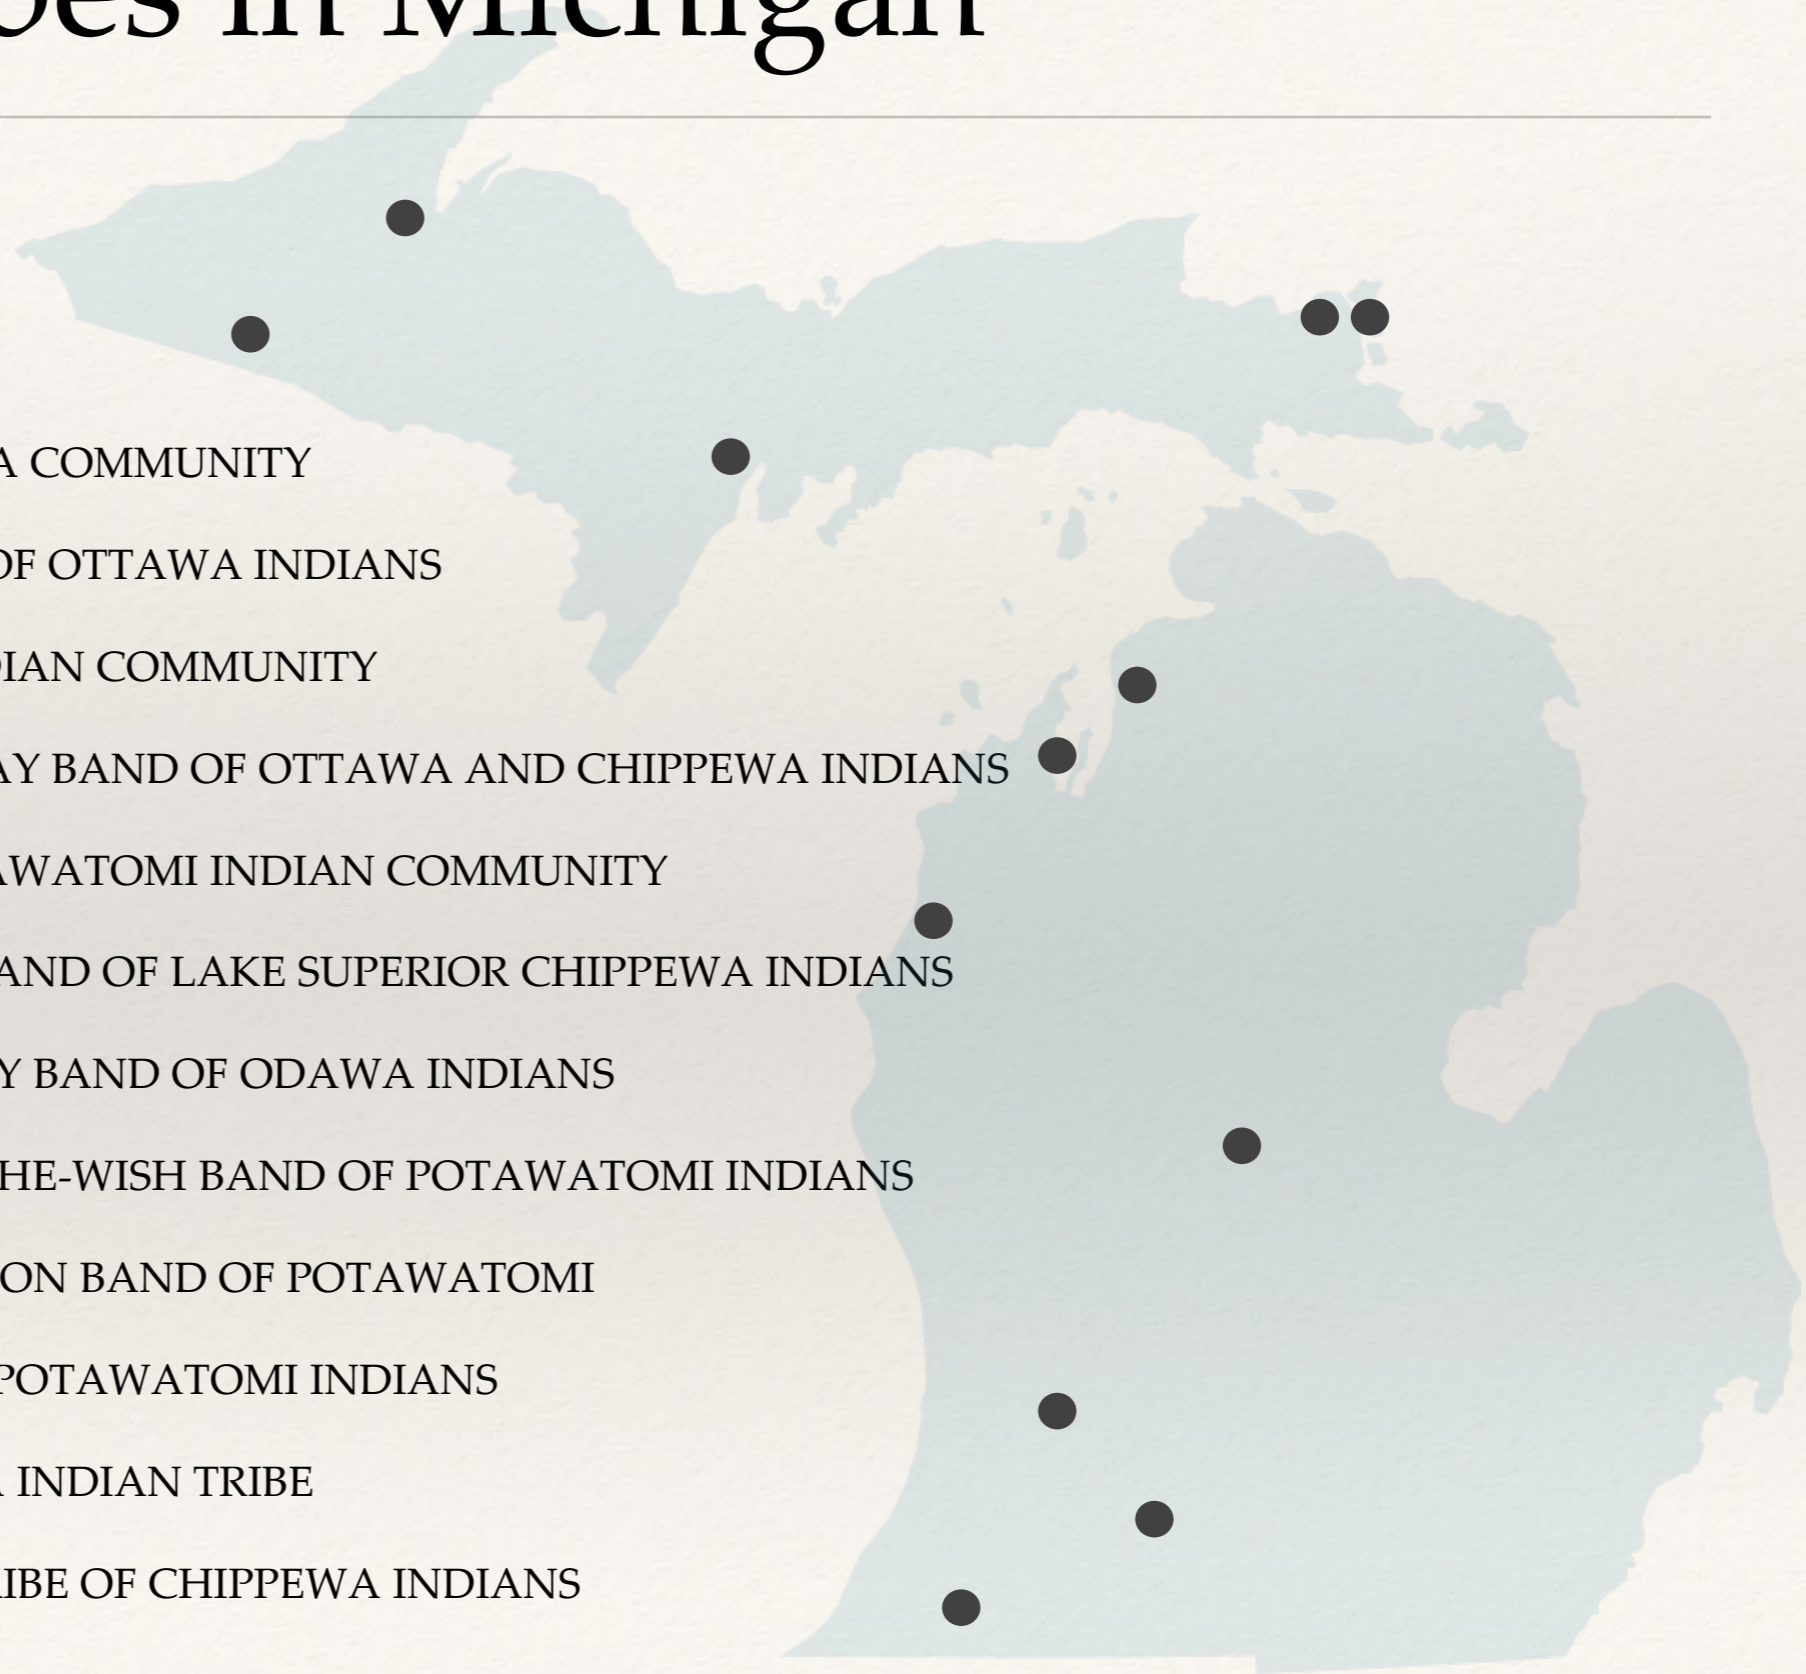 bes in Michigan
A COMMUNITY
OF OTTAWA INDIANS
DIAN COMMUNITY
AY BAND OF OTTAWA AND CHIPPEWA INDIANS
AWATOMI INDIAN COMMUNITY
AND OF LAKE SUPERIOR CHIPPEWA INDIANS
Y BAND OF ODAWA INDIANS
HE-WISH BAND OF POTAWATOMI INDIANS
ON BAND OF POTAWATOMI
POTAWATOMI INDIANS
A INDIAN TRIBE
IBE OF CHIPPEWA INDIANS